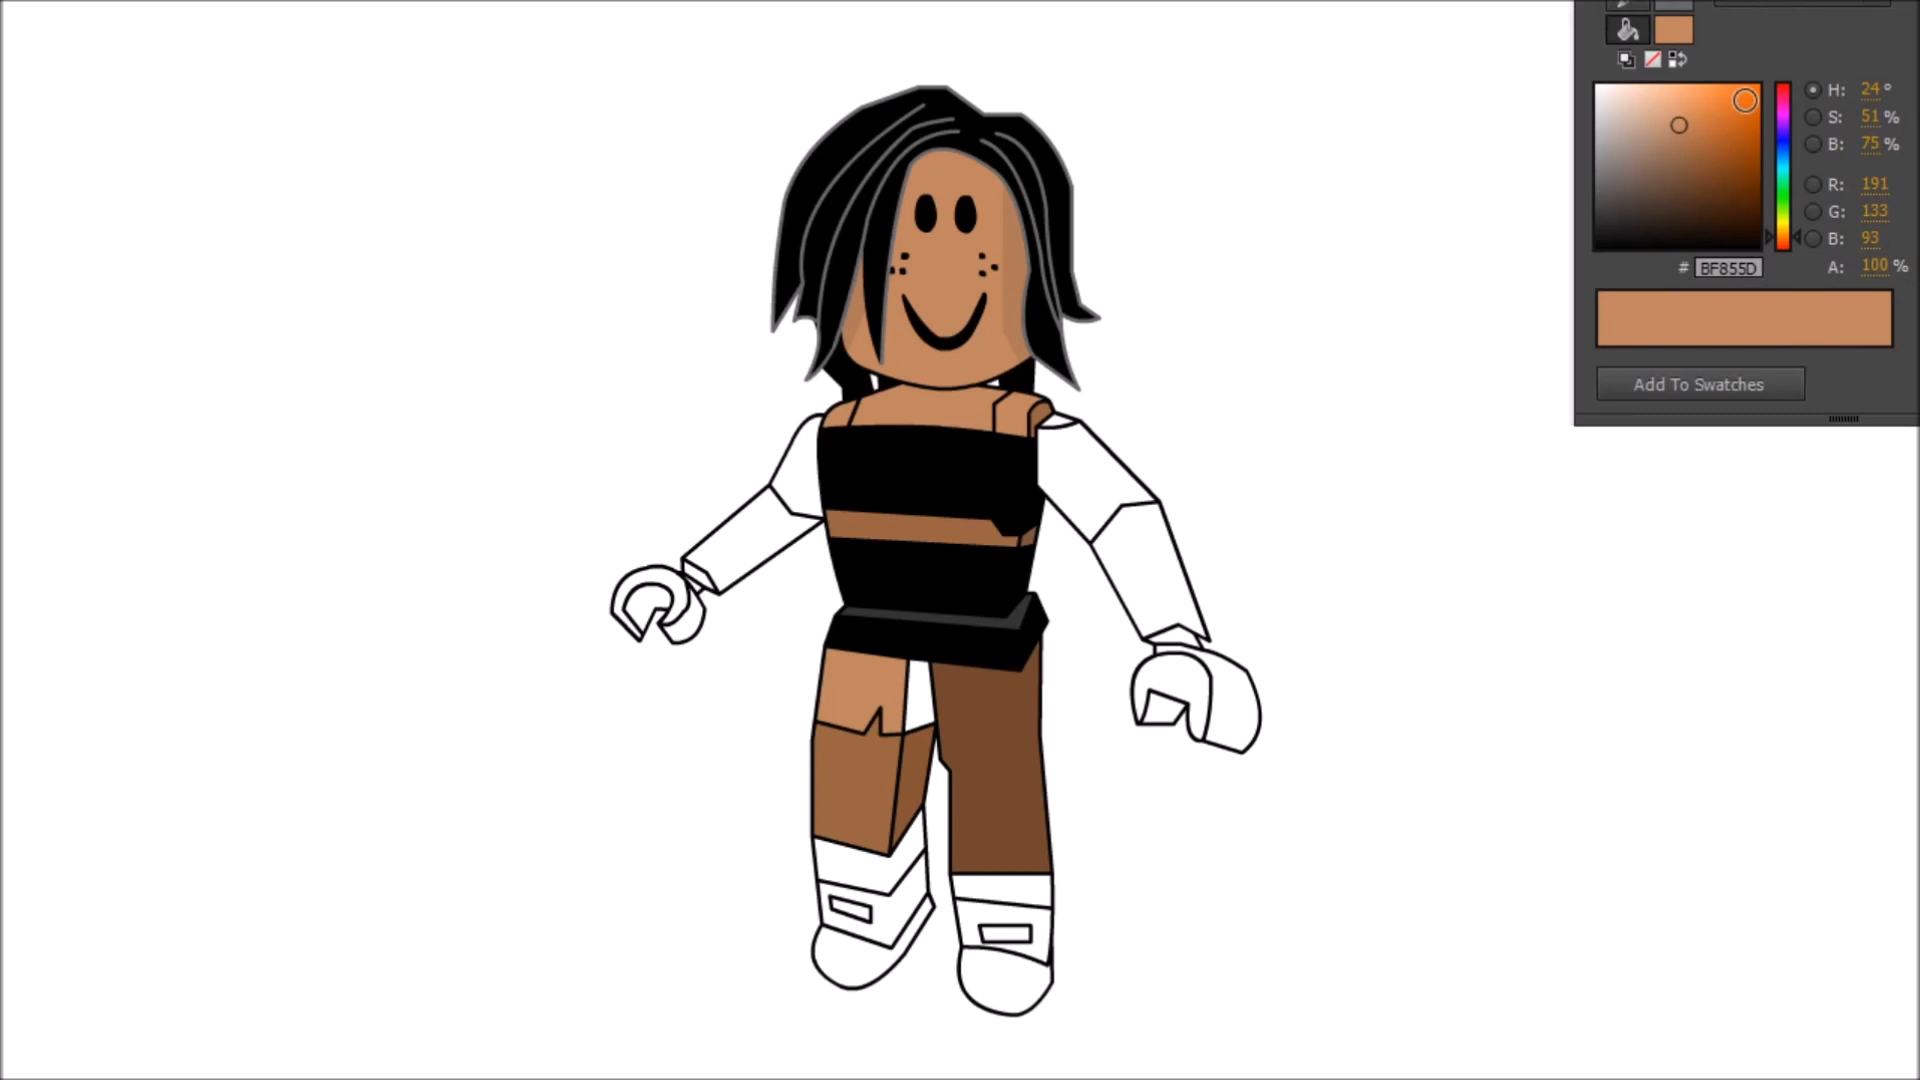 H: 24 °
S: 51 %
B: 75 %
R: 191
G: 133
B: 93
# BF855D A: 100 %
Add To Swatches